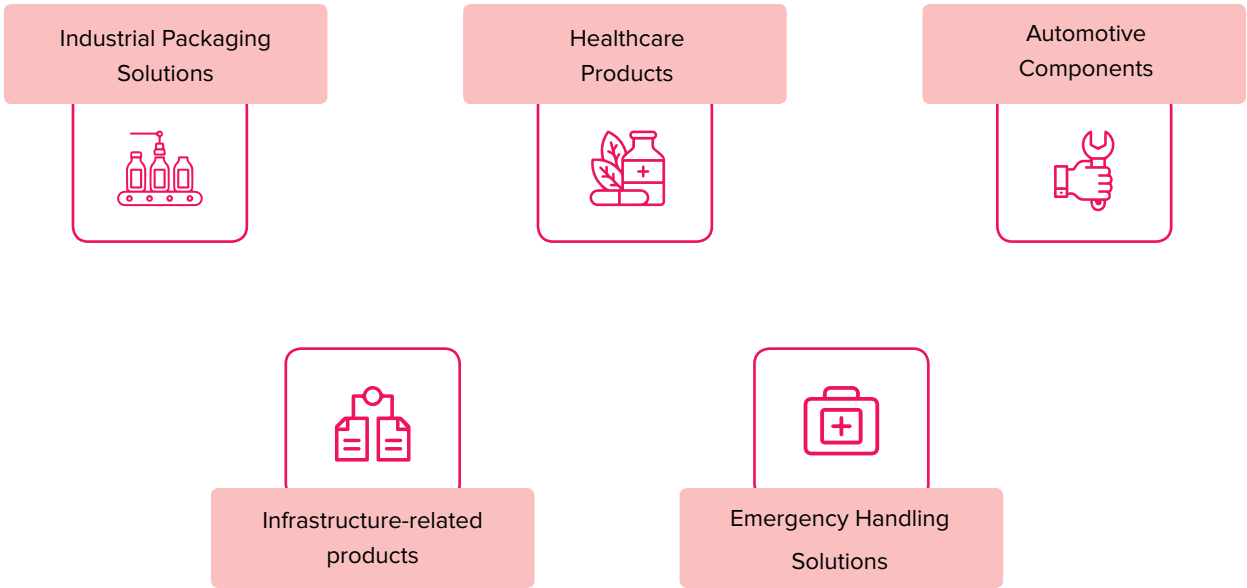 Industrial Packaging
Solutions
Healthcare
Products
Automotive
Components
Infrastructure-related
products
Emergency Handling
Solutions